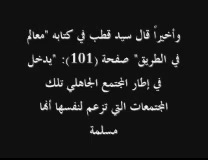 وأخيراً قال سيد قطب في كتابه "معالم
في الطريق" صفحة (101): "يدخل
في إطار المجتمع الجاهلي تلك
المجتمعات التي تزعم لنفسها أنها
مسلمة